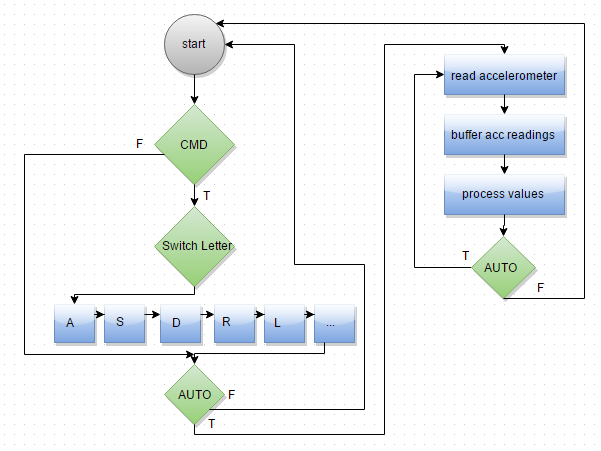 start
CMD
F
T
Switch Letter
A
S
D
R
L
...
AUTO
F
T
read accelerometer
buffer acc readings
process values
T
AUTO
F